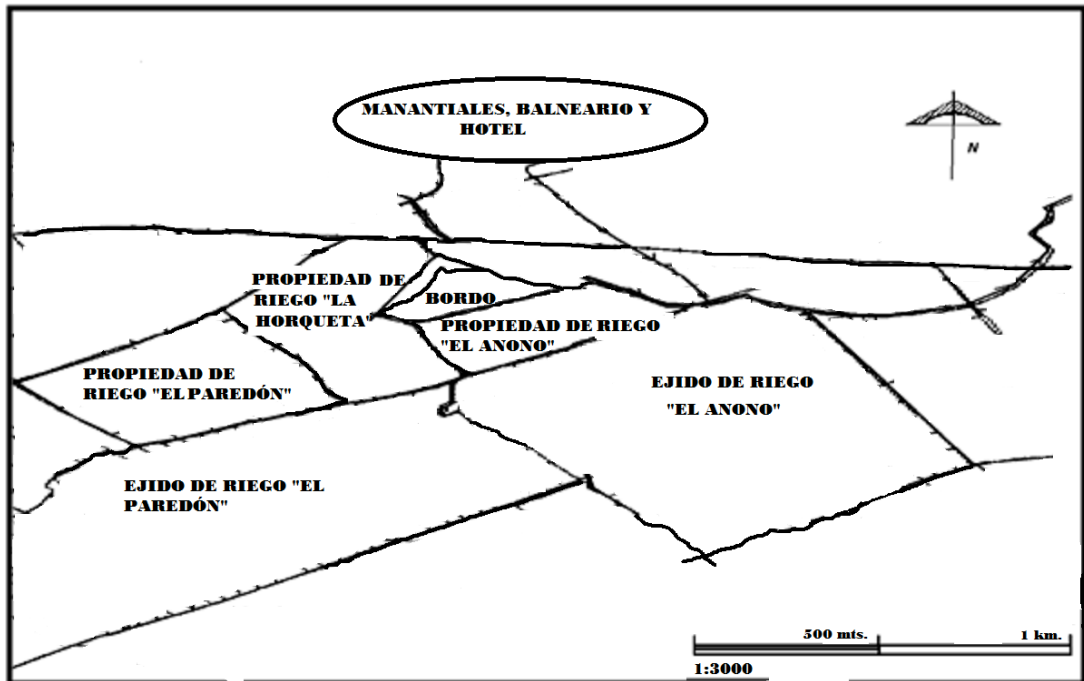 MANANTIALES, BALNEARIO Y
HOTEL
N
PROPIEDAD DE
RIEGO "LA
HORQUETA"
BORDO
PROPIEDAD DE RIEGO
"EL ANONO"
PROPIEDAD DE
RIEGO "EL PAREDÓN"
EJIDO DE RIEGO
"EL ANONO"
EJIDO DE RIEGO "EL
PAREDÓN"
500 mts.
1 km.
1:3000